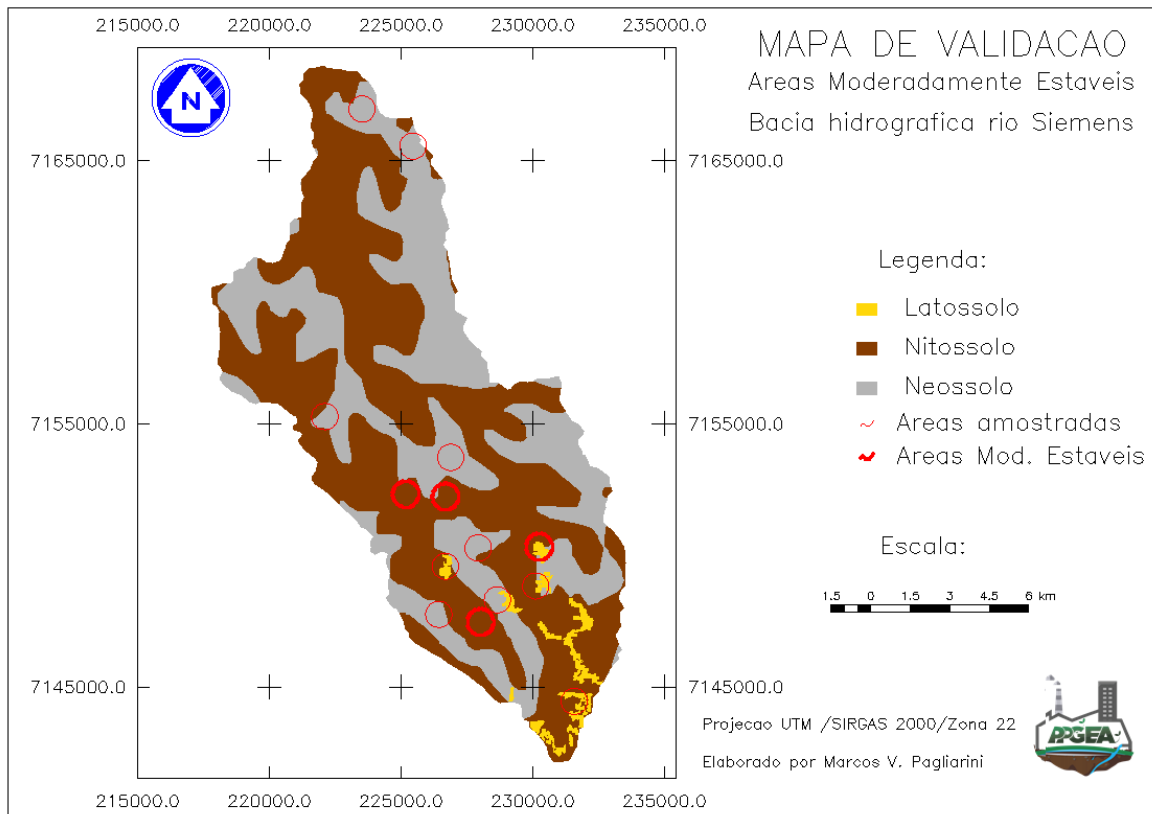 215000.0 220000.0 225000.0 230000.0 235000.0
MAPA DE VALIDACAO
Areas Moderadamente Estaveis
Bacia hidrografica rio Siemens
N
7165000.0 7165000.0
Legenda:
Latossolo
Nitossolo
Neossolo
7155000.0 7155000.0
Areas amostradas
Areas Mod. Estaveis
Escala:
1.5 0 1.5 3 4.5 6 km
7145000.0 7145000.0
Projecao UTM /SIRGAS 2000/Zona 22
PPGEA
Elaborado por Marcos V. Pagliarini
215000.0 220000.0 225000.0 230000.0 235000.0